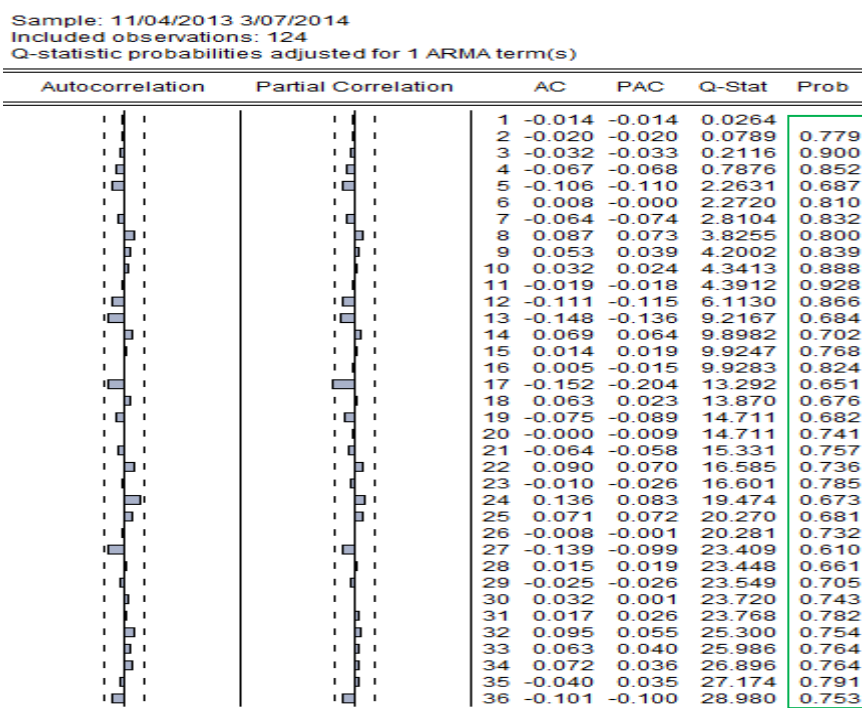 Sample: 11/04/2013 3/07/2014
Included observations: 124
Q-statistic probabilities adjusted for 1 ARMA term(s)
Autocorrelation Partial Correlation AC PAC Q-Stat Prob
1 -0.014 -0.014 0.0264
2 -0.020 -0.020 0.0789 0.779
3 -0.032 -0.033 0.2116 0.900
4 -0.067 -0.068 0.7876 0.852
5 -0.106 -0.110 2.2631 0.687
6 0.008 -0.000 2.2720 0.810
7 -0.064 -0.074 2.8104 0.832
8 0.087 0.073 3.8255 0.800
9 0.053 0.039 4.2002 0.839
10 0.032 0.024 4.3413 0.888
11 -0.019 -0.018 4.3912 0.928
12 -0.111 -0.115 6.1130 0.866
13 -0.148 -0.136 9.2167 0.684
14 0.069 0.064 9.8982 0.702
15 0.014 0.019 9.9247 0.768
16 0.005 -0.015 9.9283 0.824
17 -0.152 -0.204 13.292 0.651
18 0.063 0.023 13.870 0.676
19 -0.075 -0.089 14.711 0.682
20 -0.000 -0.009 14.711 0.741
21 -0.064 -0.058 15.331 0.757
22 0.090 0.070 16.585 0.736
23 -0.010 -0.026 16.601 0.785
24 0.136 0.083 19.474 0.673
25 0.071 0.072 20.270 0.681
26 -0.008 -0.001 20.281 0.732
27 -0.139 -0.099 23.409 0.610
28 0.015 0.019 23.448 0.661
29 -0.025 -0.026 23.549 0.705
30 0.032 0.001 23.720 0.743
31 0.017 0.026 23.768 0.782
32 0.095 0.055 25.300 0.754
33 0.063 0.040 25.986 0.764
34 0.072 0.036 26.896 0.764
35 -0.040 0.035 27.174 0.791
36 -0.101 -0.100 28.980 0.753